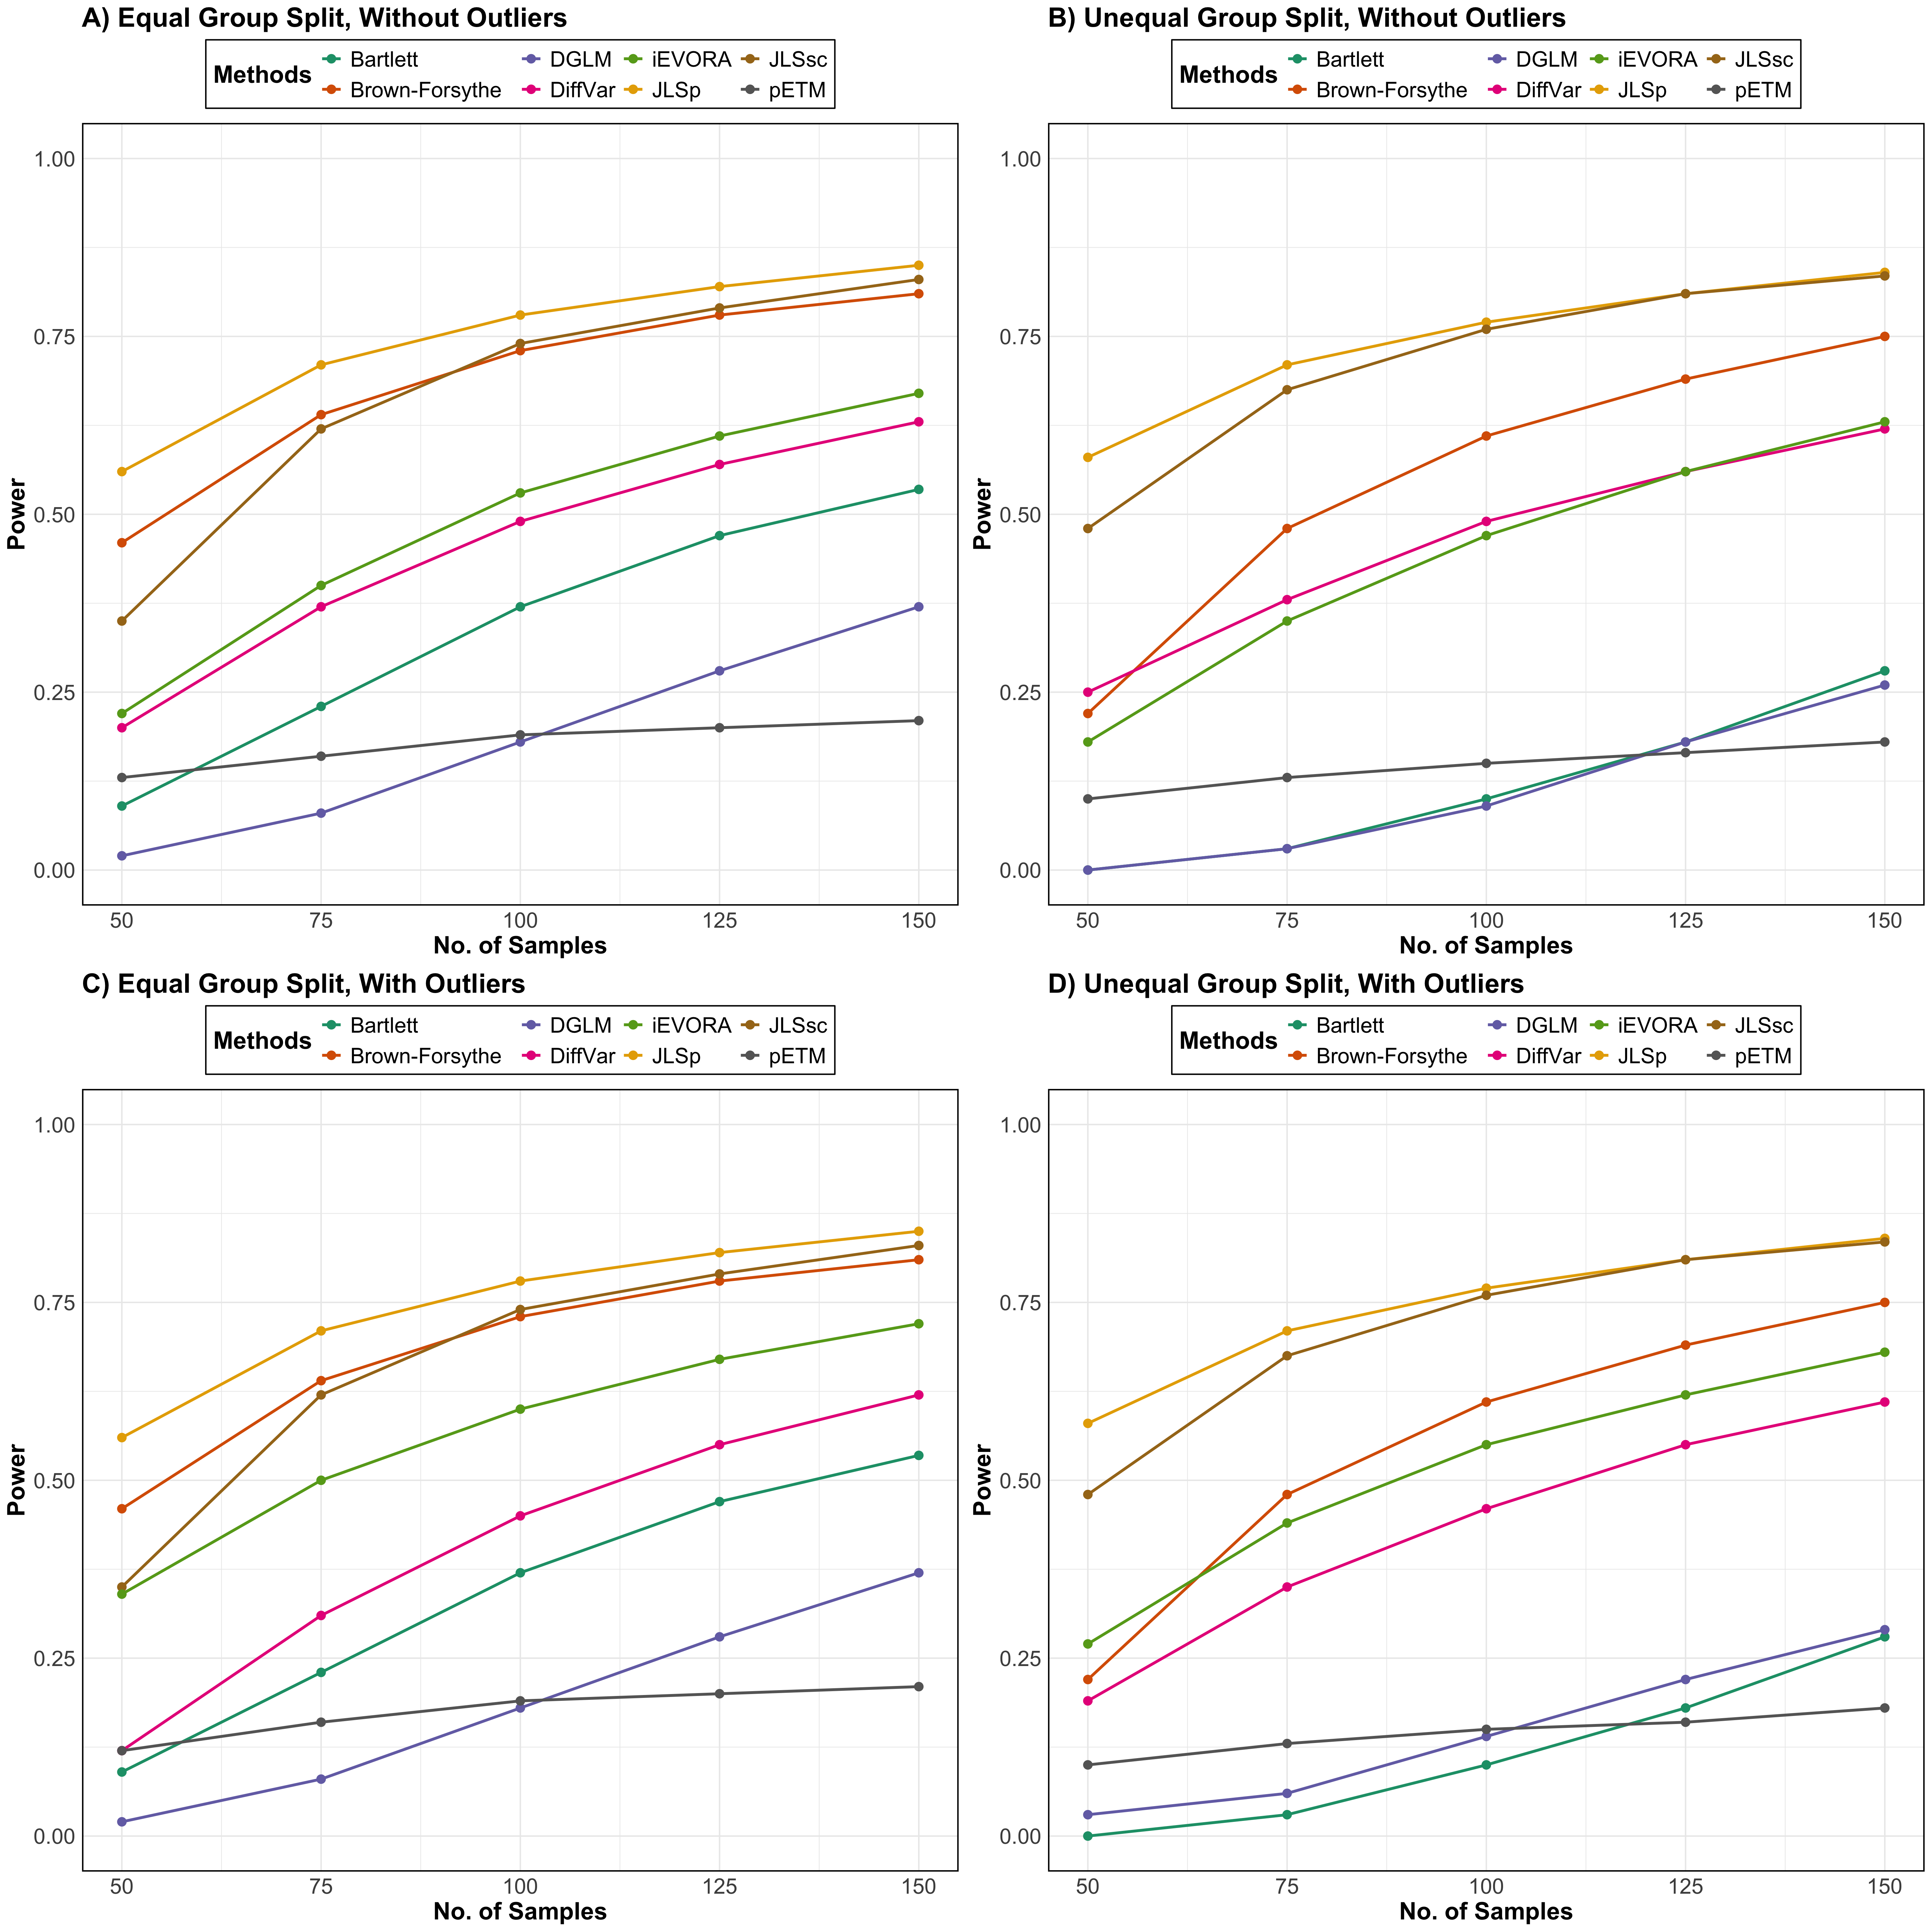 A) Equal Group Split, Without Outliers
Methods
Bartlett DGLM iEVORA JLSsc
Brown-Forsythe DiffVar JLSp pETM
1.00
0.75
0.50
0.25
0.00
Power
50 75 100 125 150
No. of Samples
B) Unequal Group Split, Without Outliers
Methods
Bartlett DGLM iEVORA JLSsc
Brown-Forsythe DiffVar JLSp pETM
1.00
0.75
0.50
0.25
0.00
Power
50 75 100 125 150
No. of Samples
C) Equal Group Split, With Outliers
Methods
Bartlett DGLM iEVORA JLSsc
Brown-Forsythe DiffVar JLSp pETM
1.00
0.75
0.50
0.25
0.00
Power
50 75 100 125 150
No. of Samples
D) Unequal Group Split, With Outliers
Methods
Bartlett DGLM iEVORA JLSsc
Brown-Forsythe DiffVar JLSp pETM
1.00
0.75
0.50
0.25
0.00
Power
50 75 100 125 150
No. of Samples